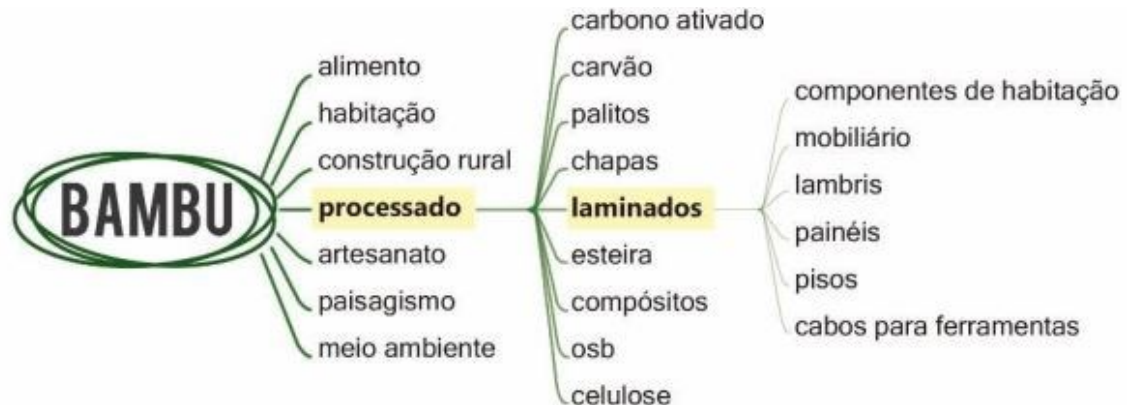 BAMBU
alimento
habitação
construção rural
processado
artesanato
paisagismo
meio ambiente
carbono ativado
carvão
palitos
chapas
laminados
esteira
compósitos
osb
celulose
componentes de habitação
mobiliário
lambris
painéis
pisos
cabos para ferramentas